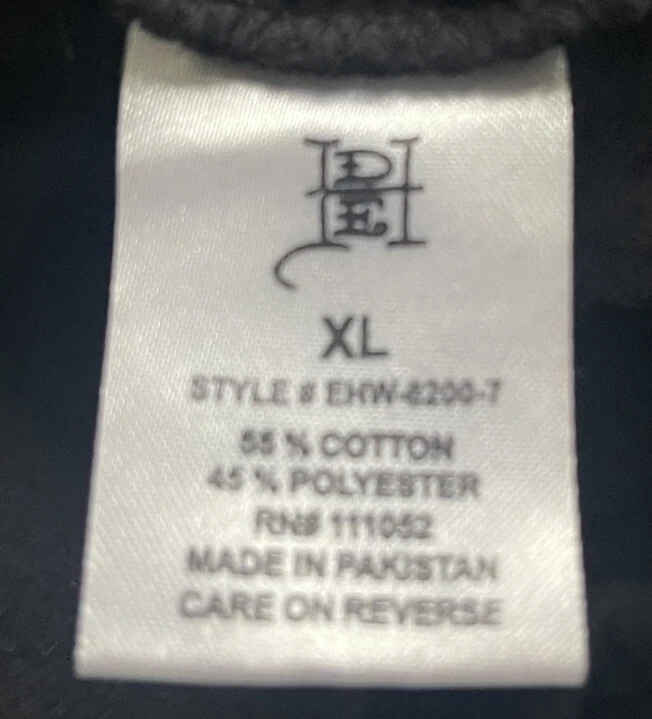 XL
STYLE # EHW-6200-7
55 % COTTON
45 % POLYESTER
RN# 111052
MADE IN PAKISTAN
CARE ON REVERSE